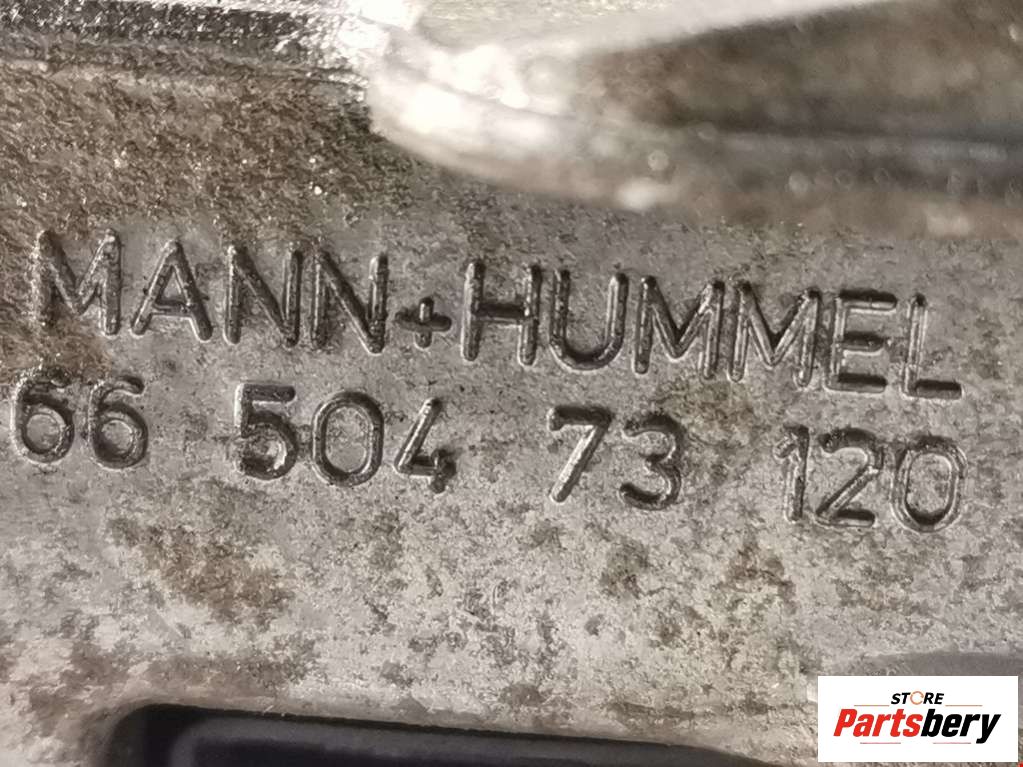 MANN+HUMMEL
66 504 73 120
STORE
Partsbery